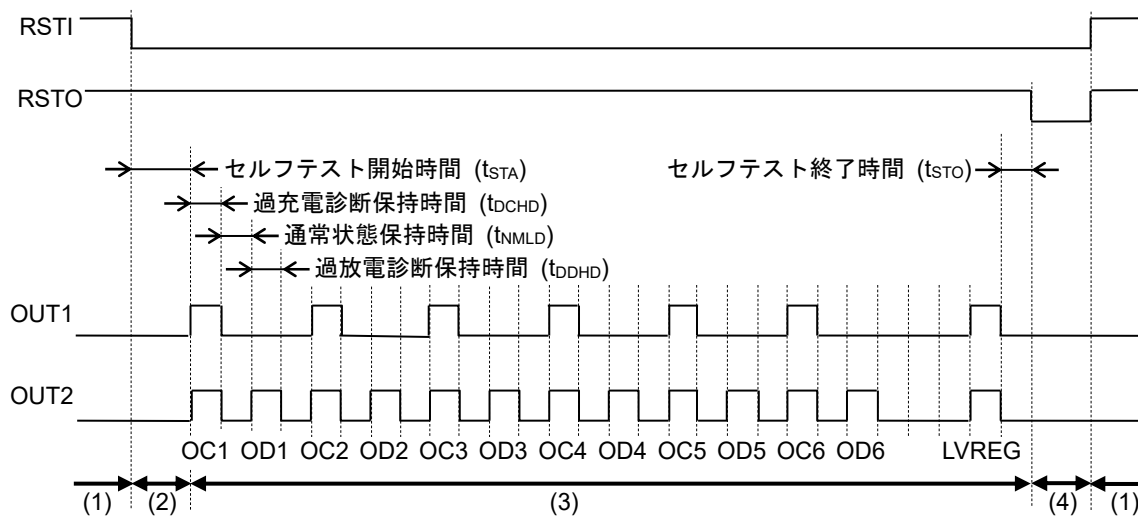 RSTI
RSTO
セルフテスト開始時間 (tSTA)
セルフテスト終了時間 (tSTO)
過充電診断保持時間 (tDCHD)
通常状態保持時間 (tNMLD)
過放電診断保持時間 (tDDHD)
OUT1
OUT2
OC1 OD1 OC2 OD2 OC3 OD3 OC4 OD4 OC5 OD5 OC6 OD6 LVREG
(1) (2) (3) (4) (1)